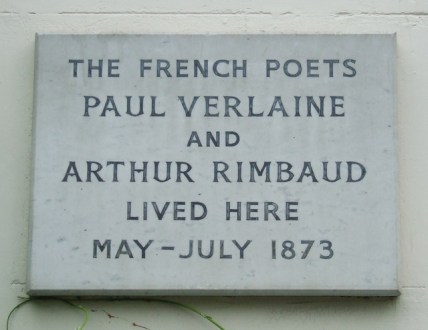 THE FRENCH POETS
PAUL VERLAINE
AND
ARTHUR RIMBAUD
LIVED HERE
MAY-JULY 1873